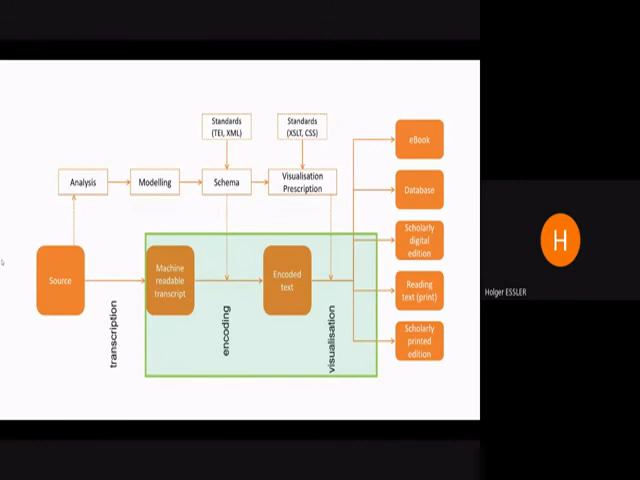 Standards
(TEI, XML)
Standards
(XSLT, CSS)
Analysis
Modelling
Schema
Visualisation
Prescription
eBook
Database
Scholarly
digital
edition
Reading
text (print)
Scholarly
printed
edition
Source
Machine
readable
transcript
Encoded
text
transcription
encoding
visualisation
H
Holger ESSLER